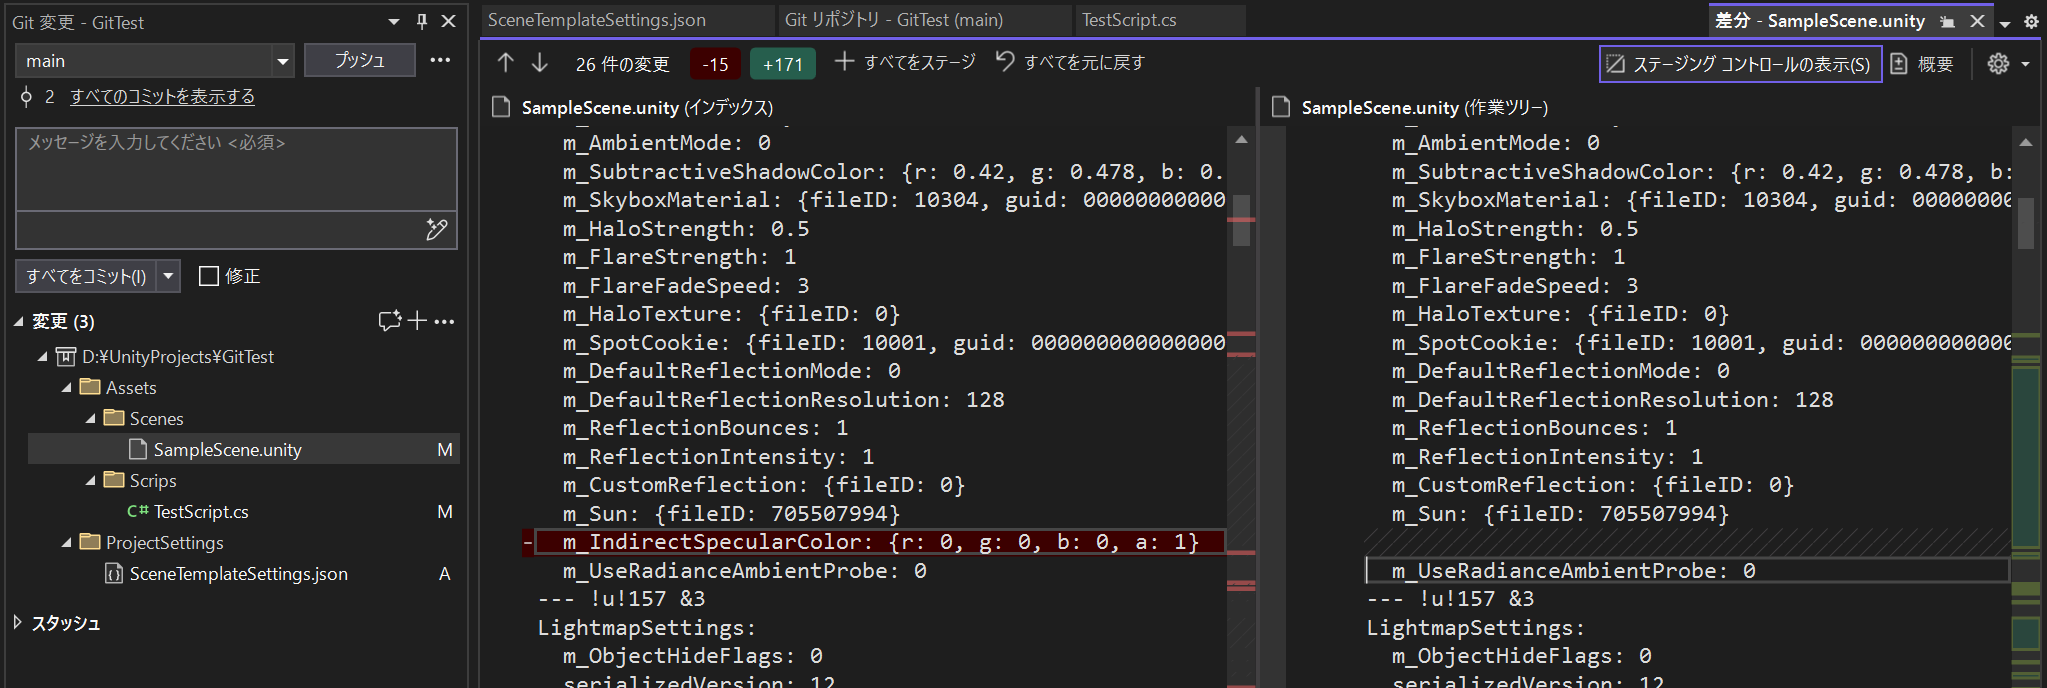 Git 変更 - GitTest
main
プッシュ
2 すべてのコミットを表示する
メッセージを入力してください <必須>
すべてをコミット(I)
修正
変更 (3)
D:¥UnityProjects¥GitTest
Assets
Scenes
SampleScene.unity M
Scrips
C# TestScript.cs M
ProjectSettings
SceneTemplateSettings.json A
スタッシュ
SceneTemplateSettings.json
Git リポジトリ - GitTest (main)
TestScript.cs
差分 - SampleScene.unity
26 件の変更 -15 +171 すべてをステージ すべてを元に戻す
ステージング コントロールの表示(S) 概要
SampleScene.unity (インデックス)
m_AmbientMode: 0
m_SubtractiveShadowColor: {r: 0.42, g: 0.478, b: 0.
m_SkyboxMaterial: {fileID: 10304, guid: 00000000000
m_HaloStrength: 0.5
m_FlareStrength: 1
m_FlareFadeSpeed: 3
m_HaloTexture: {fileID: 0}
m_SpotCookie: {fileID: 10001, guid: 000000000000000
m_DefaultReflectionMode: 0
m_DefaultReflectionResolution: 128
m_ReflectionBounces: 1
m_ReflectionIntensity: 1
m_CustomReflection: {fileID: 0}
m_Sun: {fileID: 705507994}
- m_IndirectSpecularColor: {r: 0, g: 0, b: 0, a: 1}
m_UseRadianceAmbientProbe: 0
--- !u!157 &3
LightmapSettings:
m_ObjectHideFlags: 0
serializedVersion: 12
SampleScene.unity (作業ツリー)
m_AmbientMode: 0
m_SubtractiveShadowColor: {r: 0.42, g: 0.478, b:
m_SkyboxMaterial: {fileID: 10304, guid: 0000000
m_HaloStrength: 0.5
m_FlareStrength: 1
m_FlareFadeSpeed: 3
m_HaloTexture: {fileID: 0}
m_SpotCookie: {fileID: 10001, guid: 00000000000
m_DefaultReflectionMode: 0
m_DefaultReflectionResolution: 128
m_ReflectionBounces: 1
m_ReflectionIntensity: 1
m_CustomReflection: {fileID: 0}
m_Sun: {fileID: 705507994}
m_UseRadianceAmbientProbe: 0
--- !u!157 &3
LightmapSettings:
m_ObjectHideFlags: 0
serializedVersion: 12